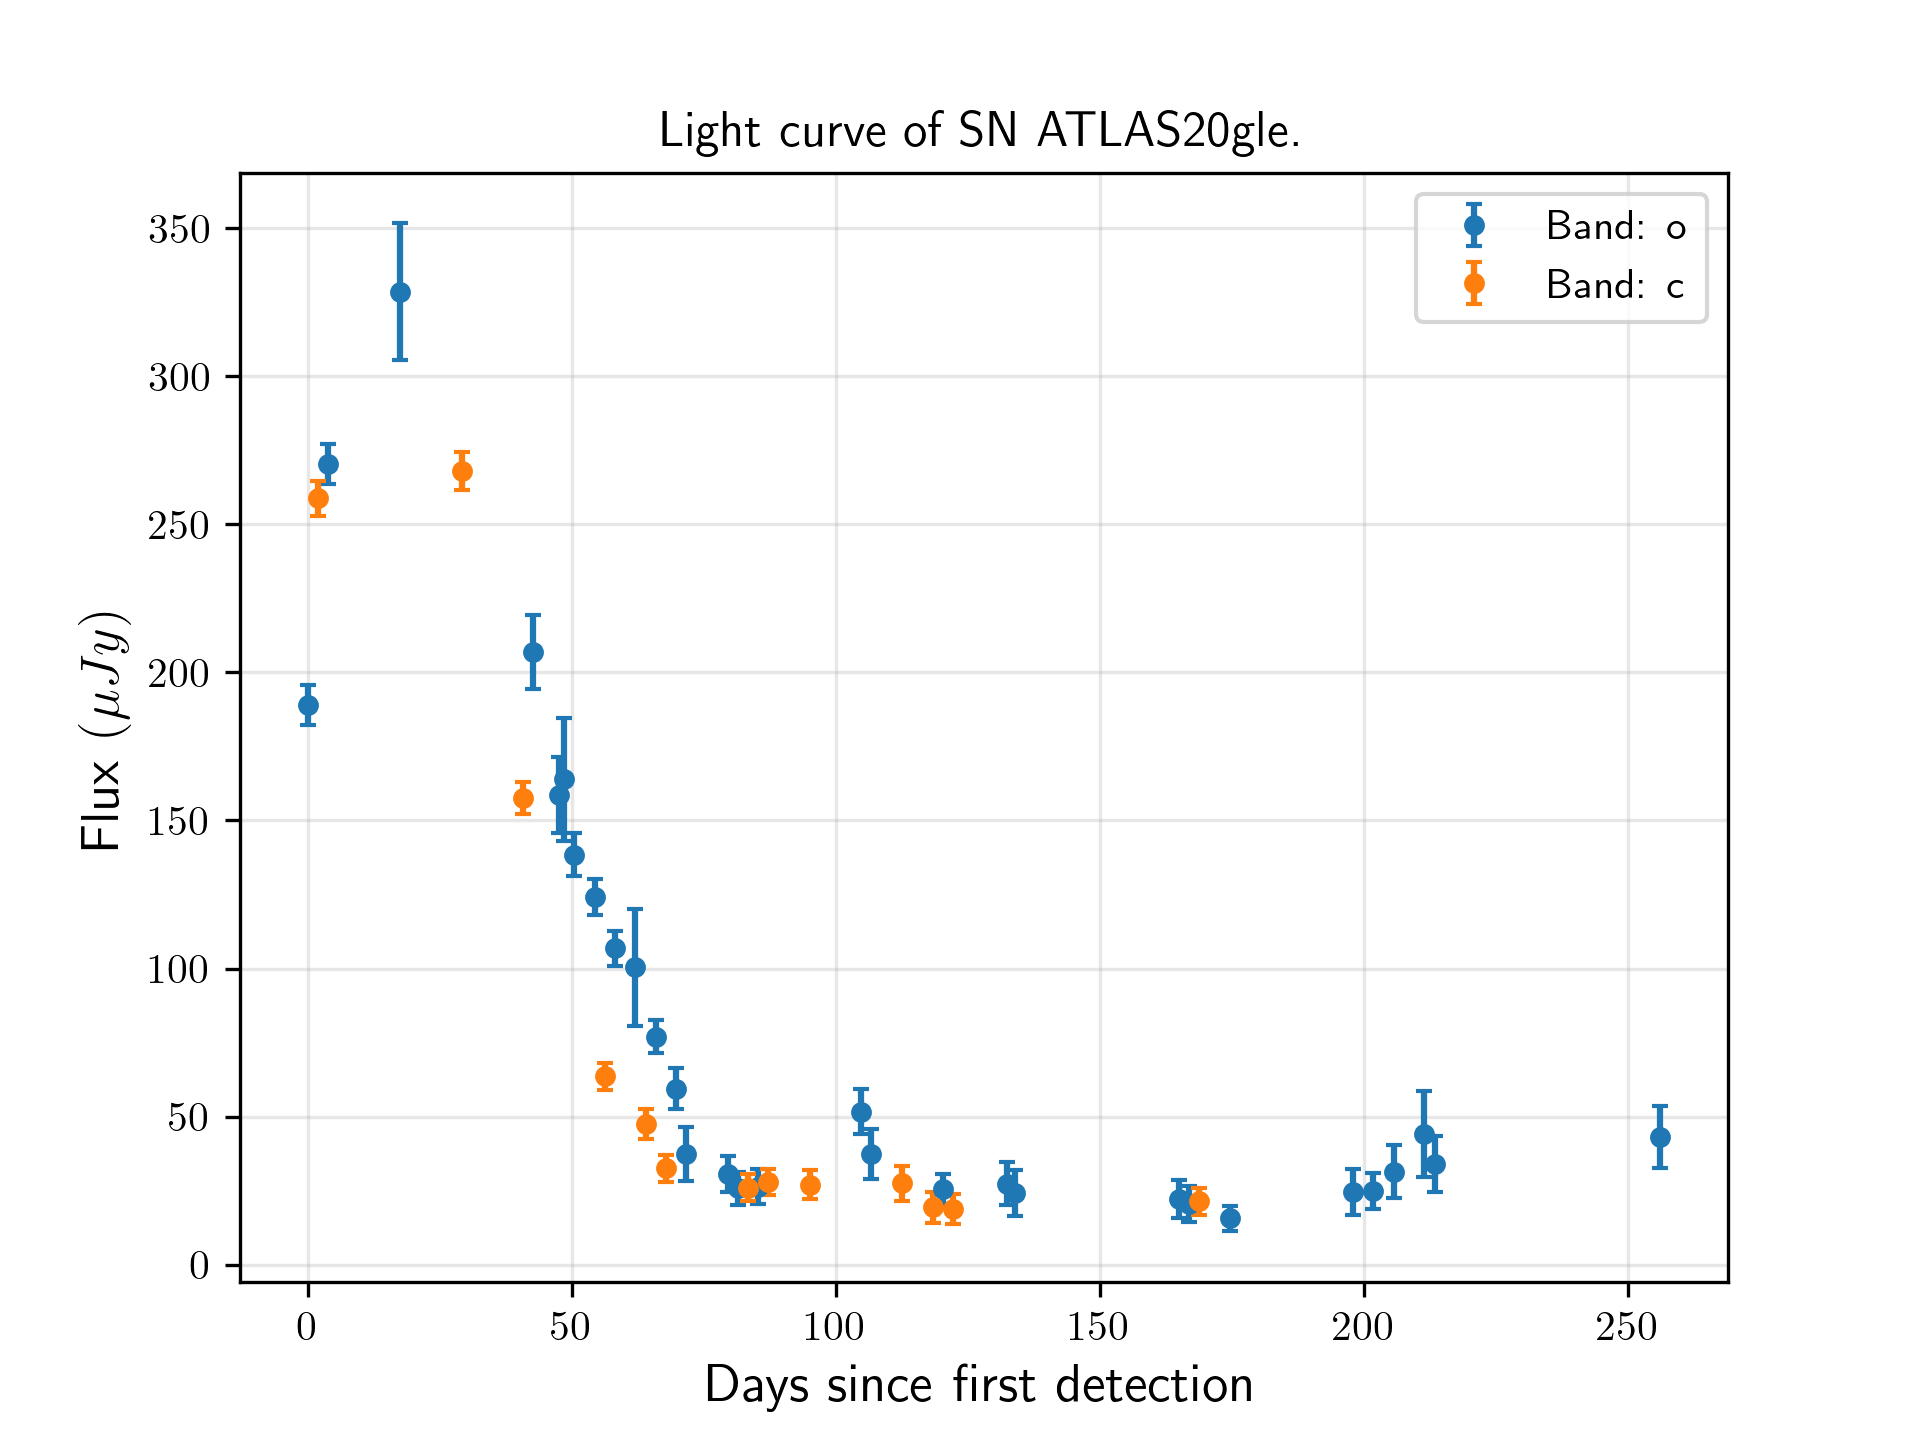 Light curve of SN ATLAS20gle.
Band: o
Band: c
350
300
250
200
150
100
50
0
Flux (μJy)
0 50 100 150 200 250
Days since first detection